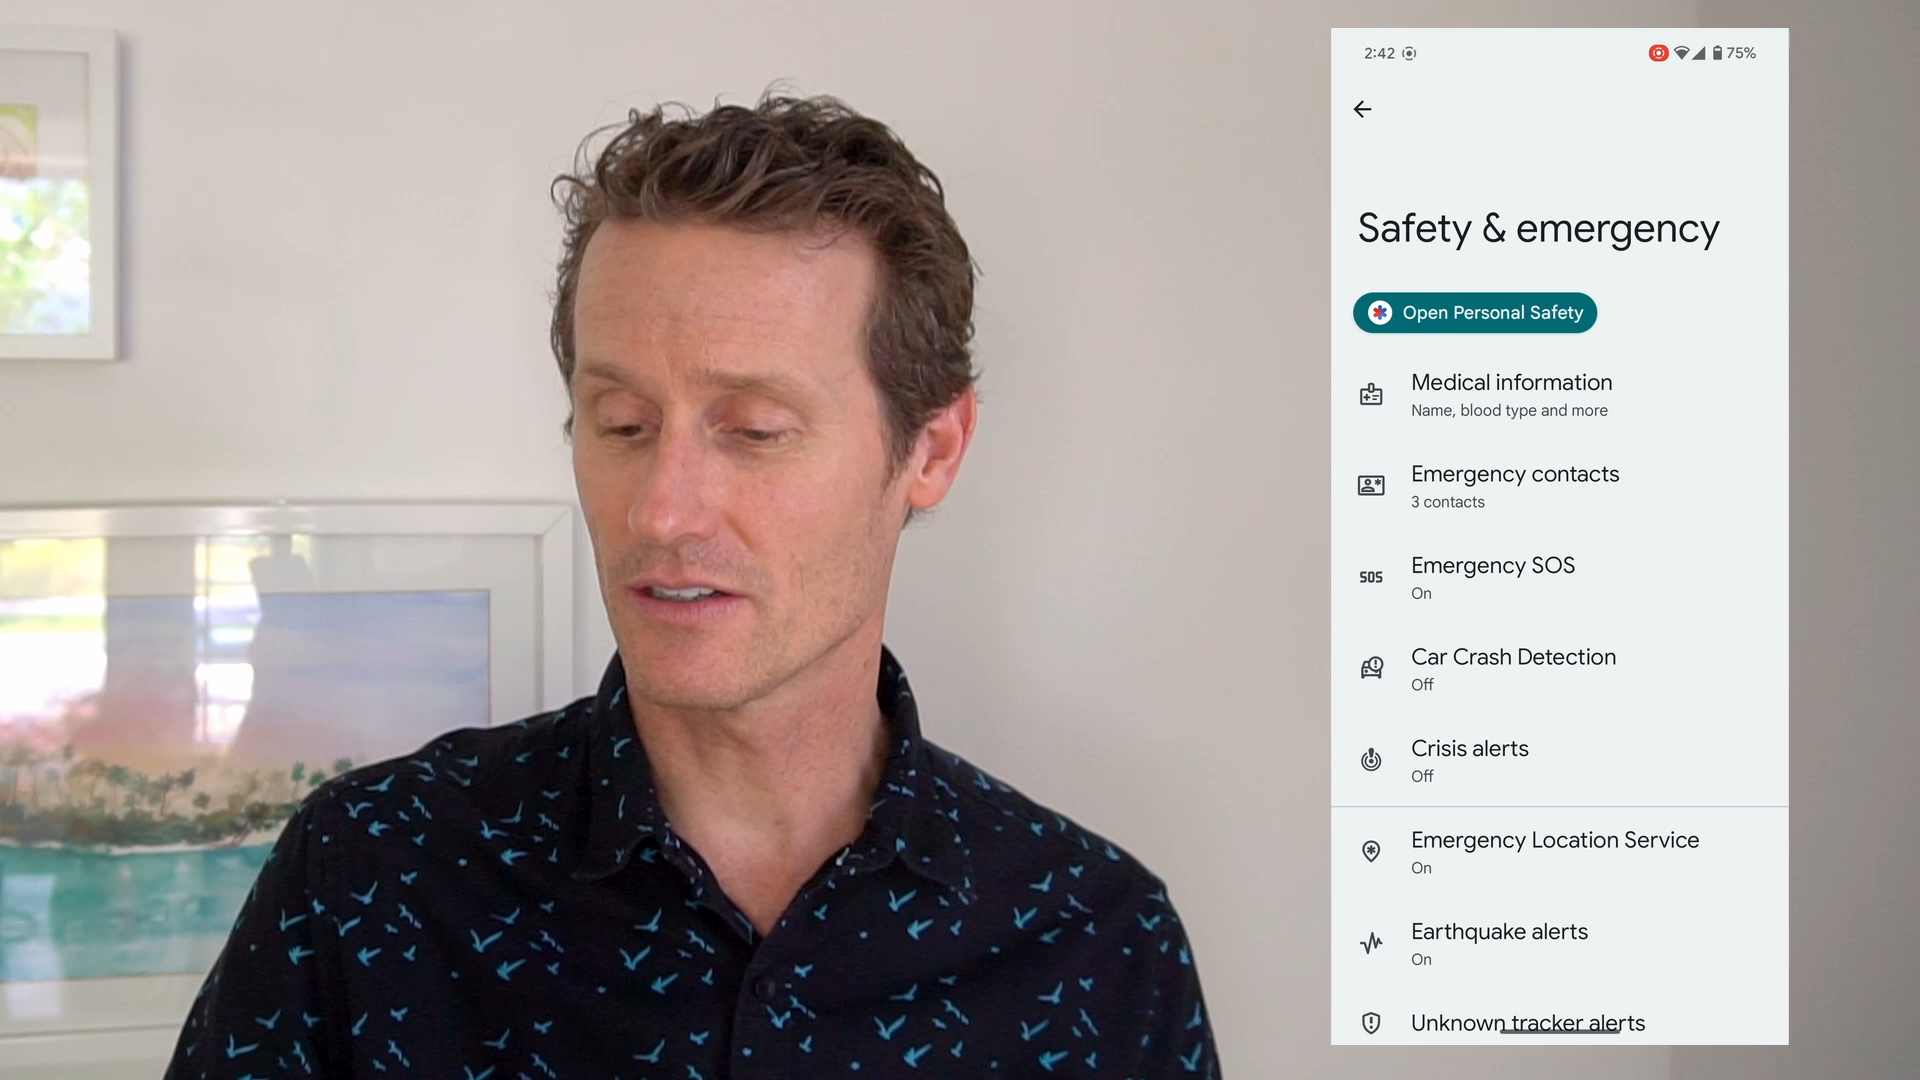 2:42
75%
Safety & emergency
Open Personal Safety
Medical information
Name, blood type and more
Emergency contacts
3 contacts
SOS
Emergency SOS
On
Car Crash Detection
Off
Crisis alerts
Off
Emergency Location Service
On
Earthquake alerts
On
Unknown tracker alerts